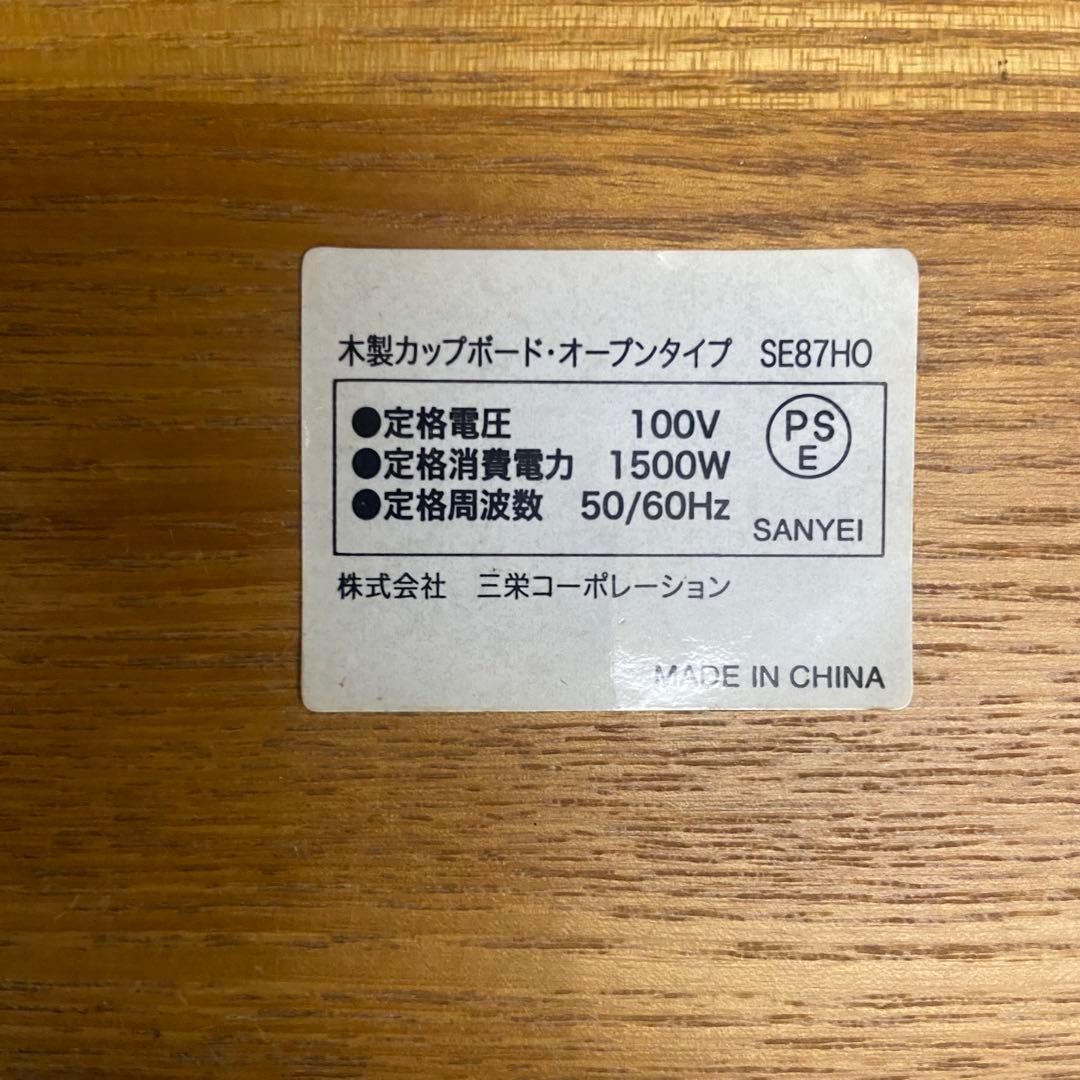 木製カップボード・オープンタイプ SE87HO
●定格電圧 100V
●定格消費電力 1500W
●定格周波数 50/60Hz
PS
E
SANYEI
株式会社 三栄コーポレーション
MADE IN CHINA